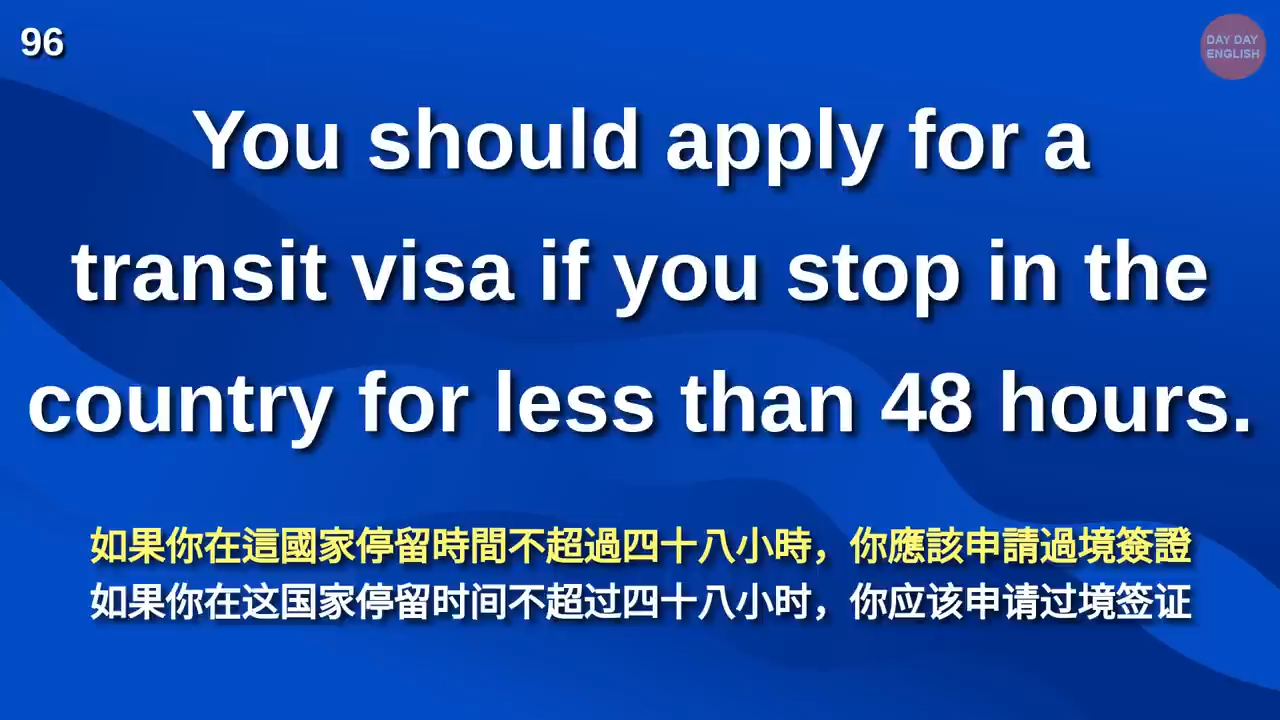 96
DAY DAY
ENGLISH
You should apply for a
transit visa if you stop in the
country for less than 48 hours.
如果你在這國家停留時間不超過四十八小時，你應該申請過境簽證
如果你在这国家停留时间不超过四十八小时，你应该申请过境签证